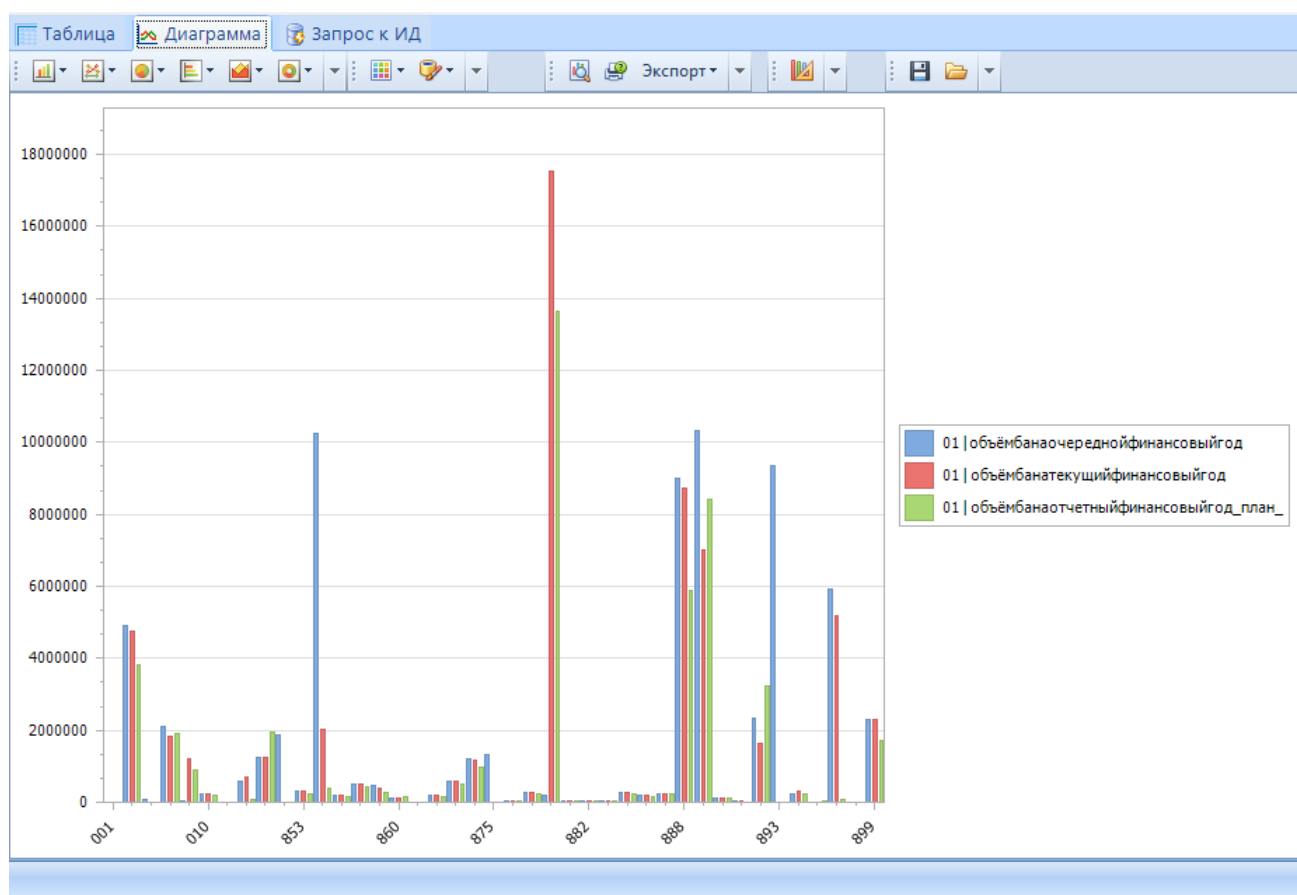 Таблица Диаграмма Запрос к ИД
Экспорт
18000000
16000000
14000000
12000000
10000000
8000000
6000000
4000000
2000000
0
001 010 853 860 875 882 888 893 899
01|объёмбанаочереднойфинансовыйгод
01|объёмбанатекущийфинансовыйгод
01|объёмбанаотчетныйфинансовыйгод_план_